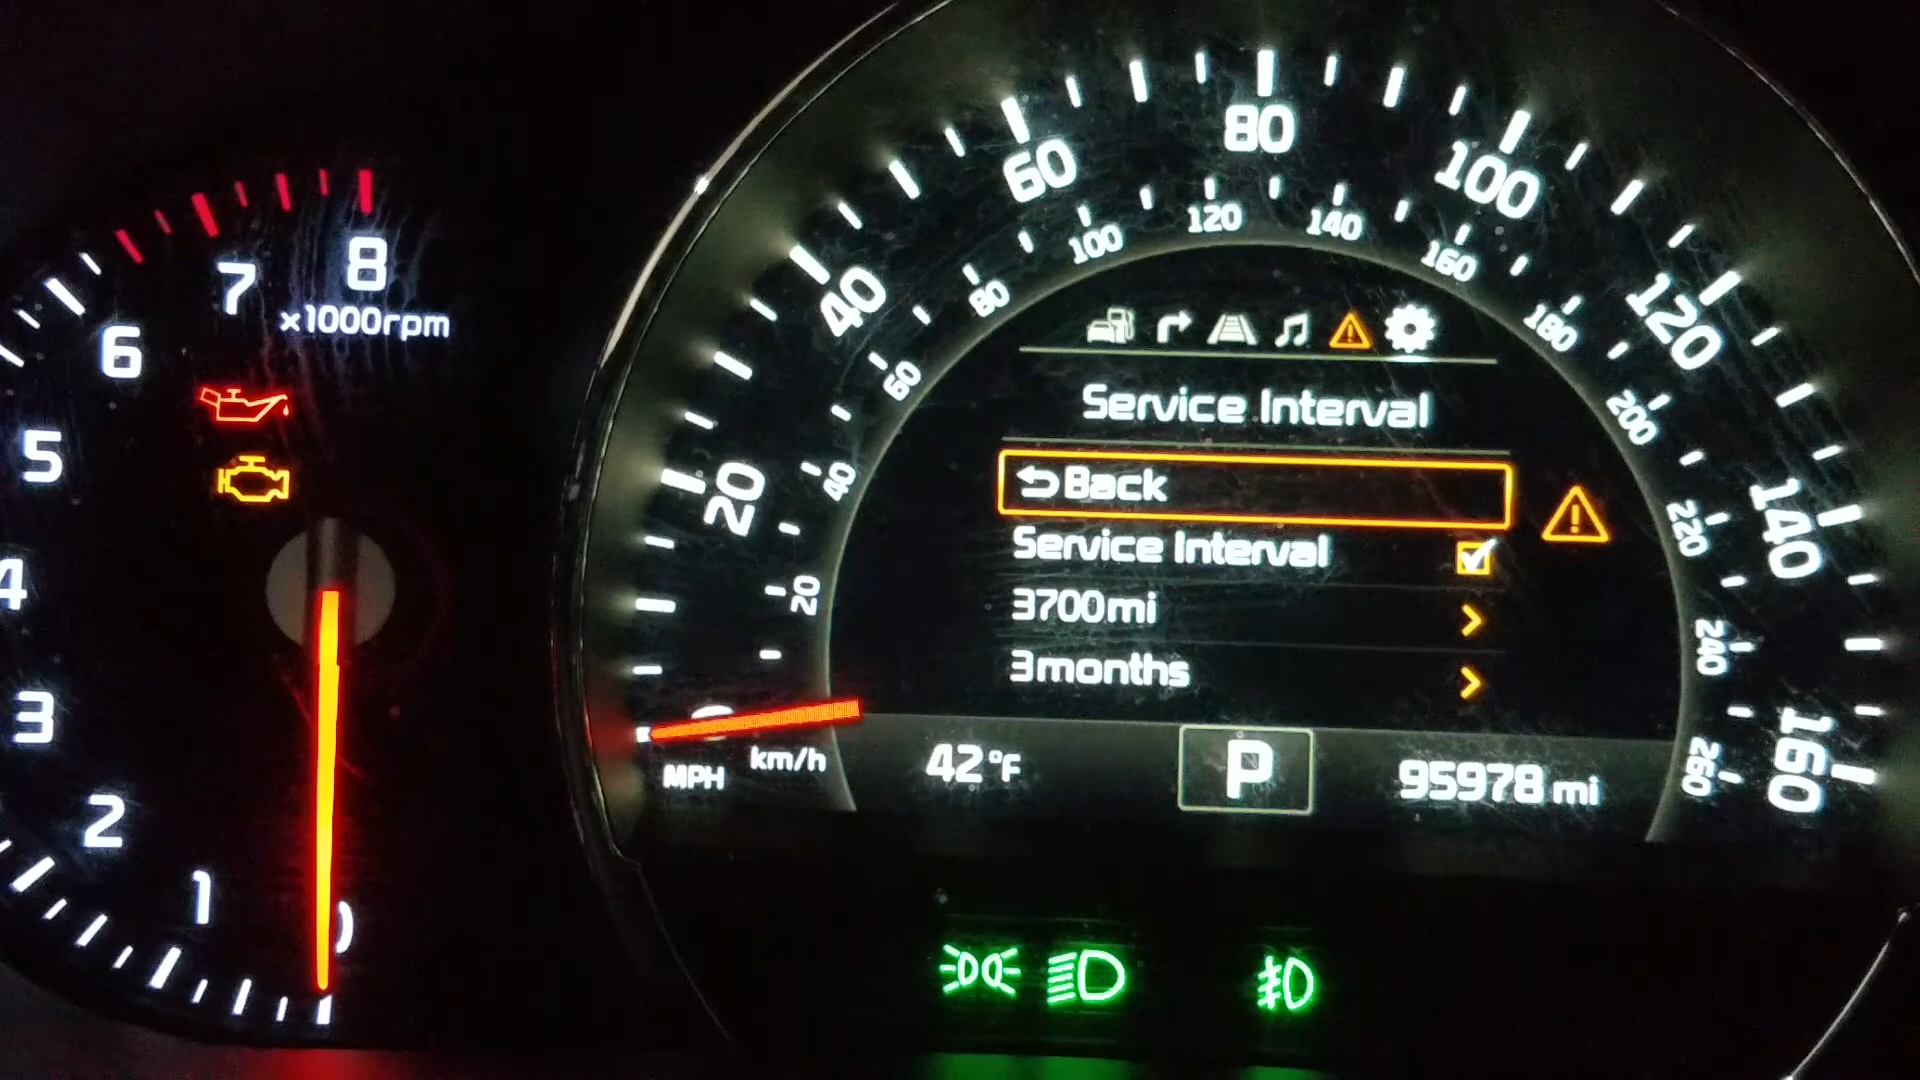 8
7
x1000rpm
6
5
4
3
2
1
0
80
60
100
40
120
20
140
160
120
140
100
160
80
180
60
200
40
220
20
240
260
km/h
MPH
Service Interval
Back
Service Interval
3700mi
3months
42°F
P
95978 mi